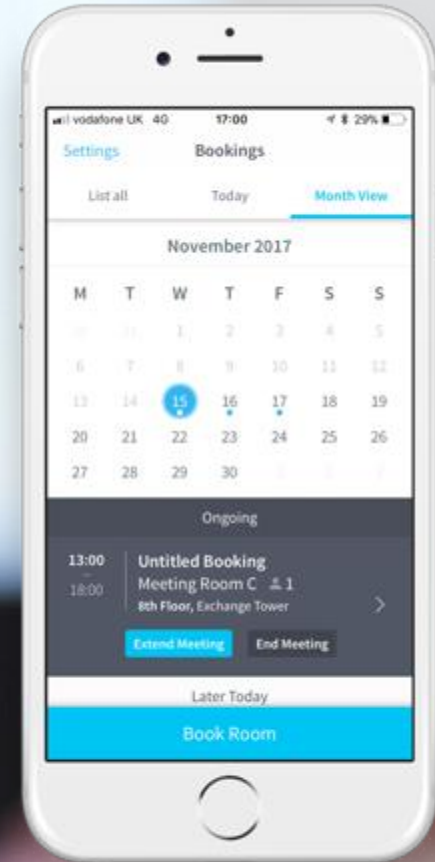 vodafone UK 4G 17:00 29%
Settings Bookings
List all Today Month View
November 2017
M T W T F S S
1 2 3 4 5
6 7 8 9 10 11 12
13 14 15 16 17 18 19
20 21 22 23 24 25 26
27 28 29 30
Ongoing
13:00 Untitled Booking
– Meeting Room C 1
18:00 8th Floor, Exchange Tower
Extend Meeting End Meeting
Later Today
Book Room